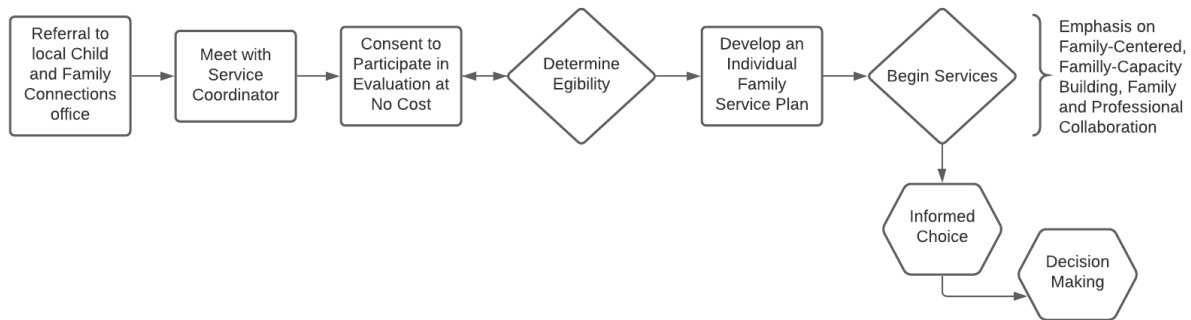 Referral to
local Child
and Family
Connections
office
Meet with
Service
Coordinator
Consent to
Participate in
Evaluation at
No Cost
Determine
Egibility
Develop an
Individual
Family
Service Plan
Begin Services
Emphasis on
Family-Centered,
Familly-Capacity
Building, Family
and Professional
Collaboration
Informed
Choice
Decision
Making